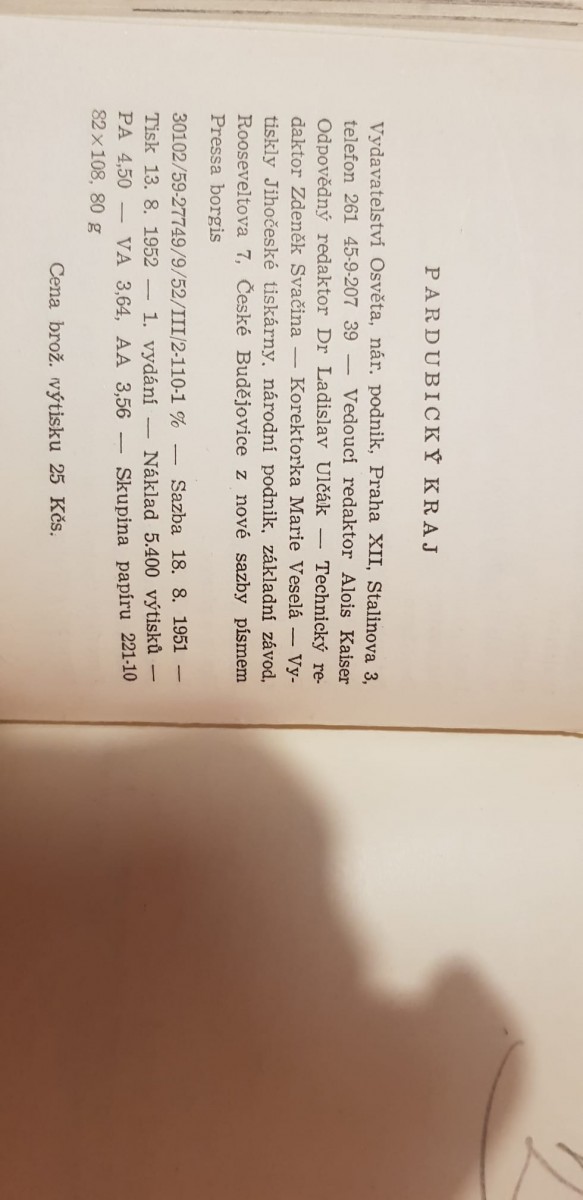 PARDUBICKÝ KRAJ
Vydavatelství Osvěta, nár. podnik, Praha XII, Stalinova 3,
telefon 261 45-9-207 39 — Vedoucí redaktor Alois Kaiser
Odpovědný redaktor Dr Ladislav Ulčák — Technický re-
daktor Zdeněk Svačina — Korektorka Marie Veselá — Vy-
tiskly Jihočeské tiskárny, národní podnik, základní závod,
Rooseveltova 7, České Budějovice z nové sazby písmem
Pressa borgis
30102/59-27749/9/52/III/2-110-1 % — Sazba 18. 8. 1951 —
Tisk 13. 8. 1952 — 1. vydání — Náklad 5.400 výtisků —
PA 4,50 — VA 3,64, AA 3,56 — Skupina papíru 221-10
82×108, 80 g
Cena brož. výtisku 25 Kčs.